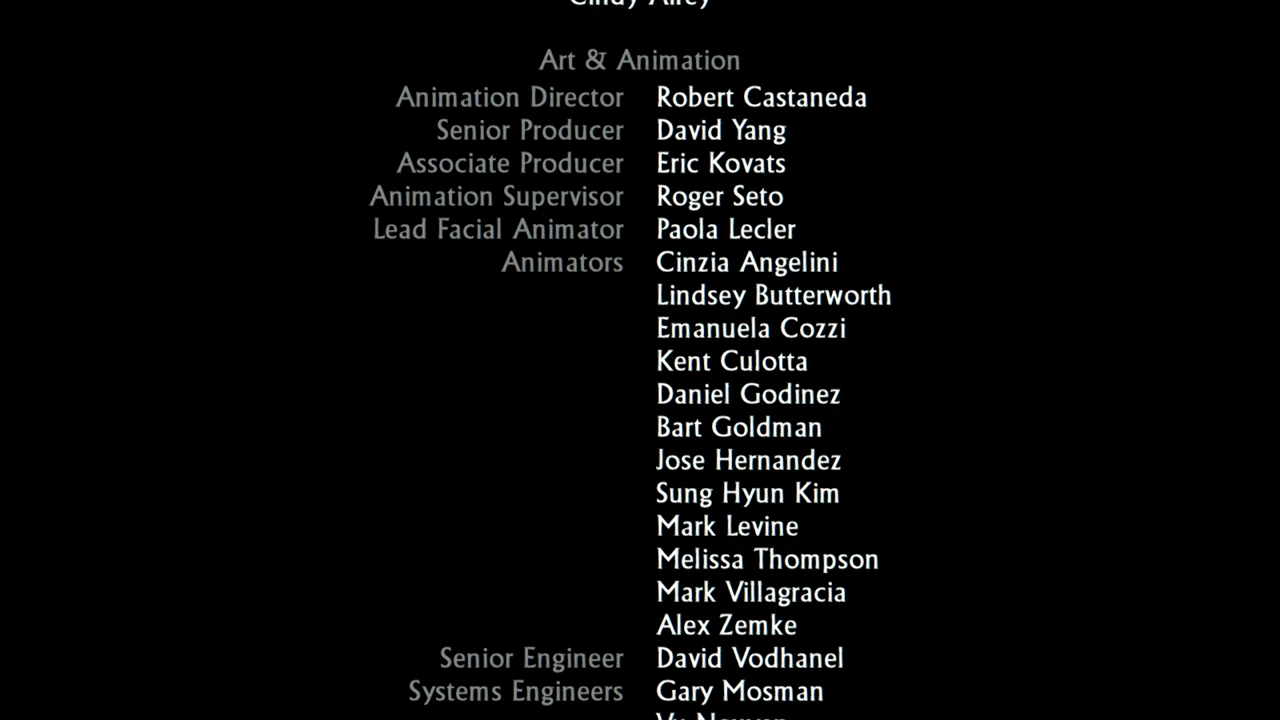 Art & Animation
Animation Director Robert Castaneda
Senior Producer David Yang
Associate Producer Eric Kovats
Animation Supervisor Roger Seto
Lead Facial Animator Paola Lecler
Animators Cinzia Angelini
Lindsey Butterworth
Emanuela Cozzi
Kent Culotta
Daniel Godinez
Bart Goldman
Jose Hernandez
Sung Hyun Kim
Mark Levine
Melissa Thompson
Mark Villagracia
Alex Zemke
Senior Engineer David Vodhanel
Systems Engineers Gary Mosman